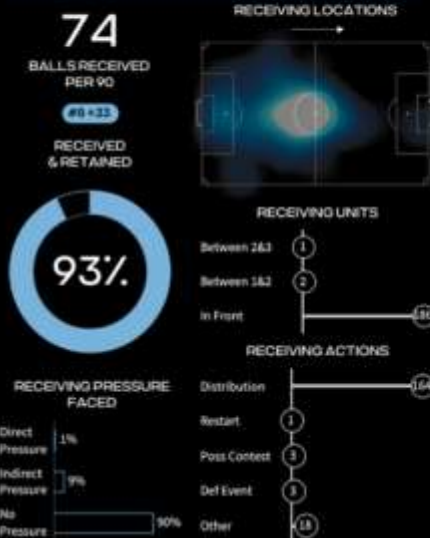 74
BALLS RECEIVED
PER 90
RECEIVED
& RETAINED
93%
RECEIVING PRESSURE
FACED
Direct
Pressure
1%
Indirect
Pressure
9%
No
Pressure
90%
RECEIVING LOCATIONS
RECEIVING UNITS
Between 2&3
1
Between 1&2
2
In Front
186
RECEIVING ACTIONS
Distribution
164
Restart
1
Poss Contest
3
Def Event
3
Other
18